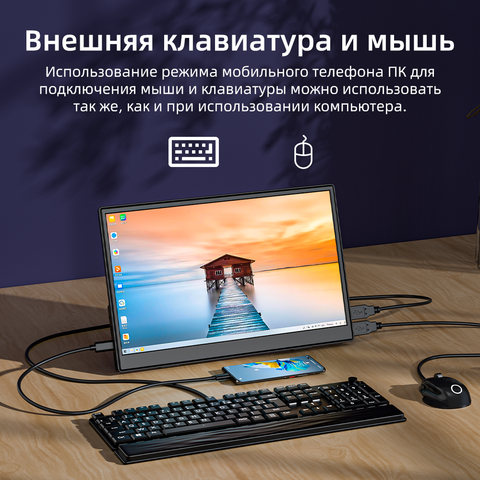 Внешняя клавиатура и мышь
Использование режима мобильного телефона ПК для
подключения мыши и клавиатуры можно использовать
так же, как и при использовании компьютера.